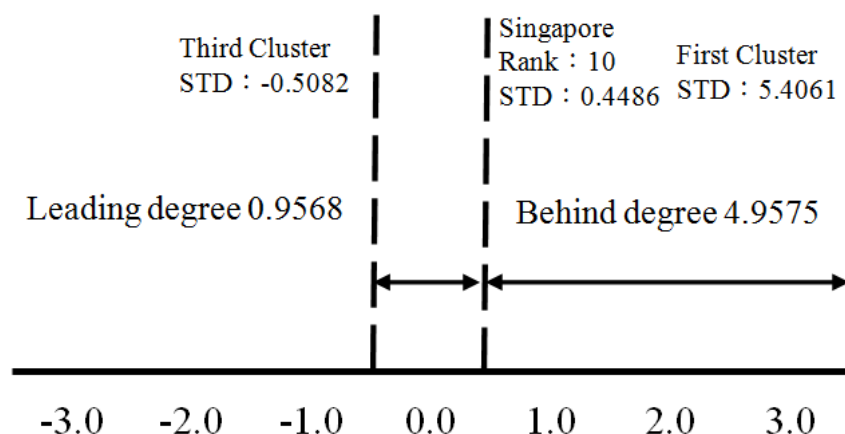 Third Cluster
STD：-0.5082
Singapore
Rank：10
STD：0.4486
First Cluster
STD：5.4061
Leading degree 0.9568
Behind degree 4.9575
-3.0 -2.0 -1.0 0.0 1.0 2.0 3.0